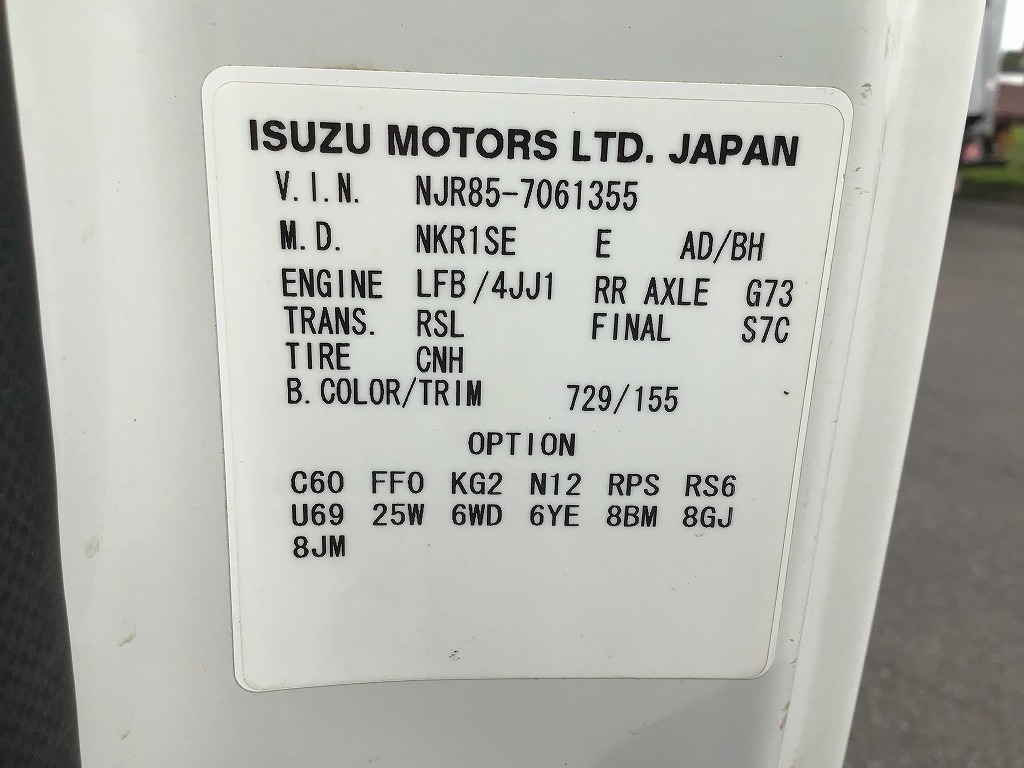 ISUZU MOTORS LTD. JAPAN
V.I.N. NJR85-7061355
M.D. NKR1SE E AD/BH
ENGINE LFB/4JJ1 RR AXLE G73
TRANS. RSL FINAL S7C
TIRE CNH
B.COLOR/TRIM 729/155
OPTION
C60 FF0 KG2 N12 RPS RS6
U69 25W 6WD 6YE 8BM 8GJ
8JM